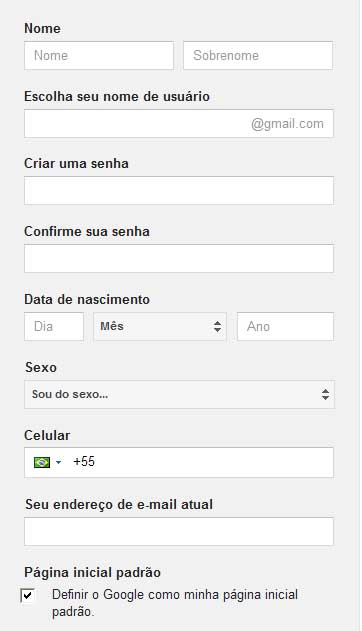 Nome
Nome Sobrenome
Escolha seu nome de usuário
@gmail.com
Criar uma senha
Confirme sua senha
Data de nascimento
Dia Mês Ano
Sexo
Sou do sexo...
Celular
+55
Seu endereço de e-mail atual
Página inicial padrão
Definir o Google como minha página inicial
padrão.